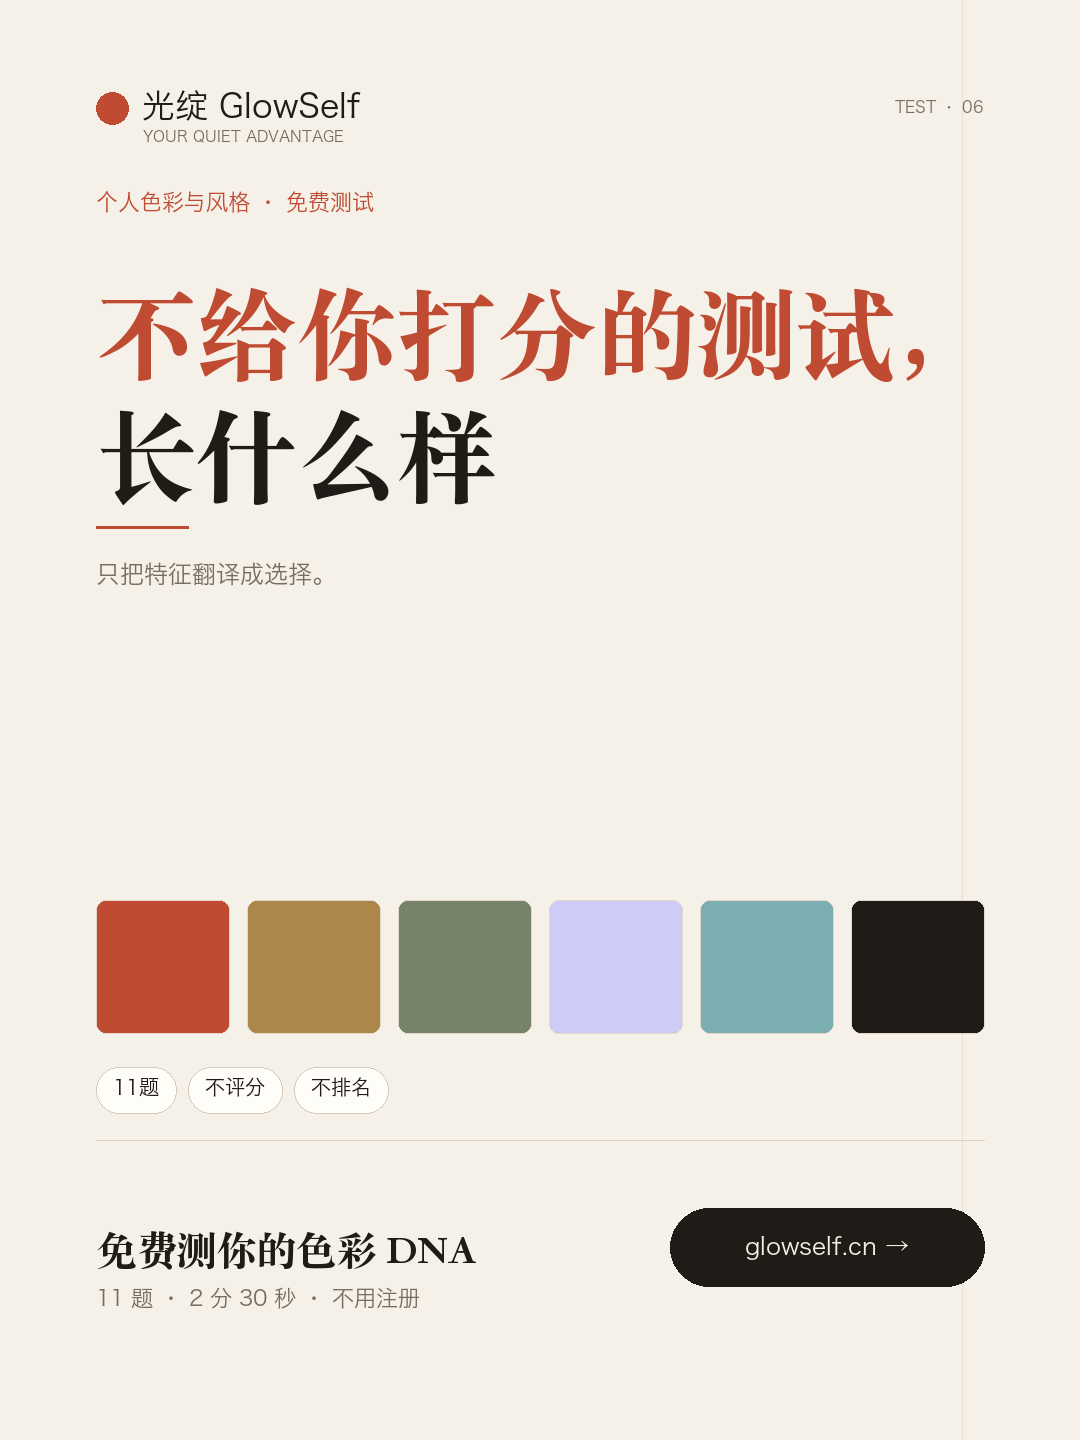 光绽 GlowSelf
YOUR QUIET ADVANTAGE
TEST · 06
个人色彩与风格 · 免费测试
不给你打分的测试，
长什么样
只把特征翻译成选择。
11题
不评分
不排名
免费测你的色彩 DNA
11 题 · 2 分 30 秒 · 不用注册
glowself.cn →